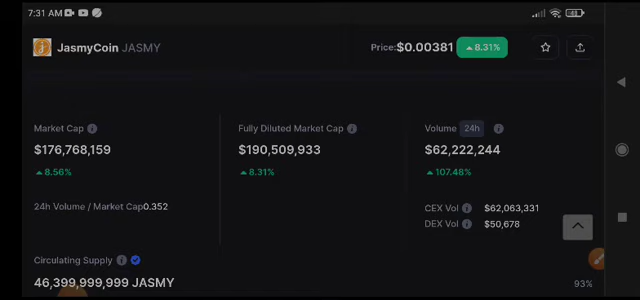 7:31 AM
JasmyCoin JASMY Price:$0.00381 8.31%
Market Cap Fully Diluted Market Cap Volume 24h
$176,768,159 $190,509,933 $62,222,244
8.56% 8.31% 107.48%
24h Volume / Market Cap0.352 CEX Vol $62,063,331
DEX Vol $50,678
Circulating Supply
46,399,999,999 JASMY 93%